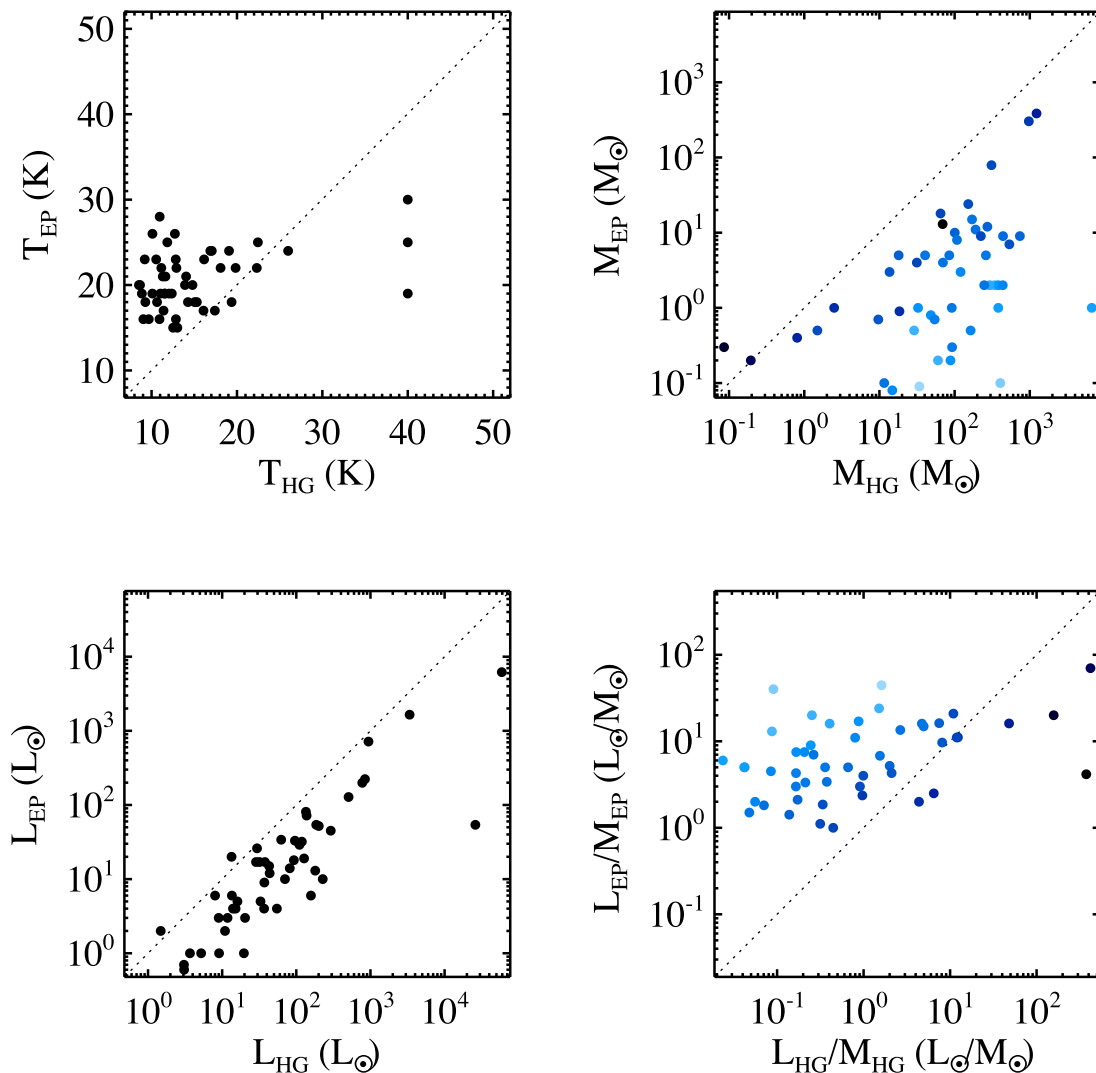 50
40
30
20
10
T_EP (K)
10 20 30 40 50
T_HG (K)
10^3
10^2
10^1
10^0
10^-1
M_EP (M_☉)
10^-1 10^0 10^1 10^2 10^3
M_HG (M_☉)
10^4
10^3
10^2
10^1
10^0
L_EP (L_☉)
10^0 10^1 10^2 10^3 10^4
L_HG (L_☉)
10^2
10^1
10^0
10^-1
L_EP/M_EP (L_☉/M_☉)
10^-1 10^0 10^1 10^2
L_HG/M_HG (L_☉/M_☉)